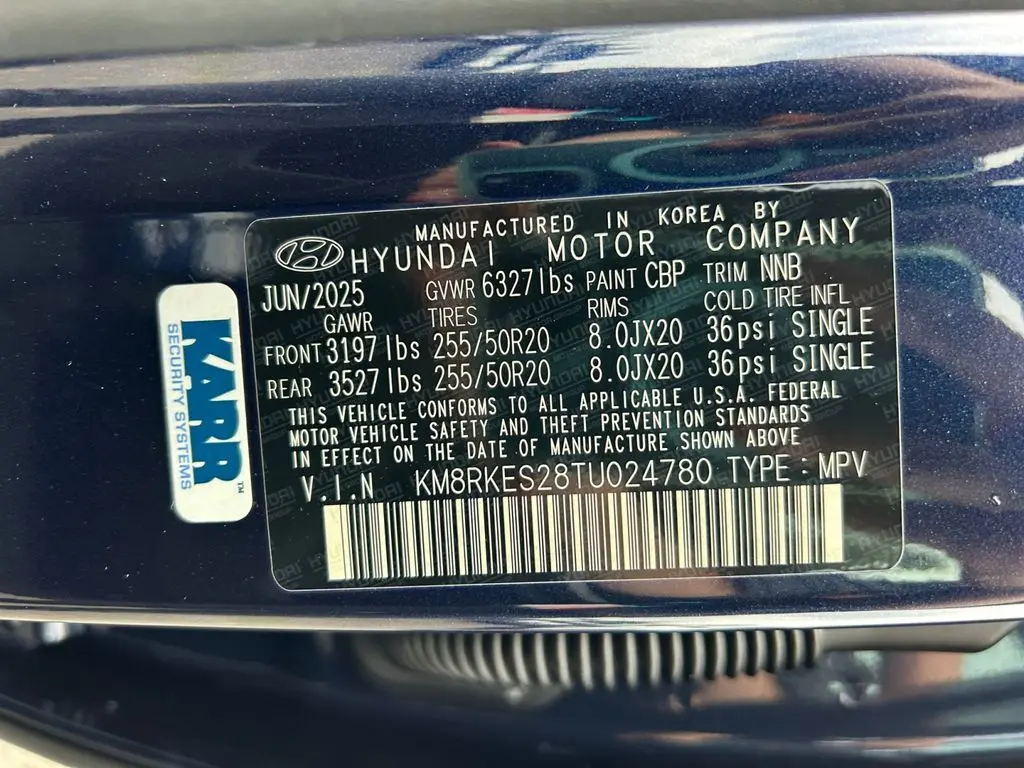 MANUFACTURED IN KOREA BY
HYUNDAI MOTOR COMPANY
JUN/2025 GVWR 6327lbs PAINT CBP TRIM NNB
GAWR TIRES RIMS COLD TIRE INFL
FRONT 3197lbs 255/50R20 8.0JX20 36psi SINGLE
REAR 3527lbs 255/50R20 8.0JX20 36psi SINGLE
THIS VEHICLE CONFORMS TO ALL APPLICABLE U.S.A. FEDERAL
MOTOR VEHICLE SAFETY AND THEFT PREVENTION STANDARDS
IN EFFECT ON THE DATE OF MANUFACTURE SHOWN ABOVE
V.I.N KM8RKES28TU024780 TYPE : MPV
KARR™
SECURITY SYSTEMS